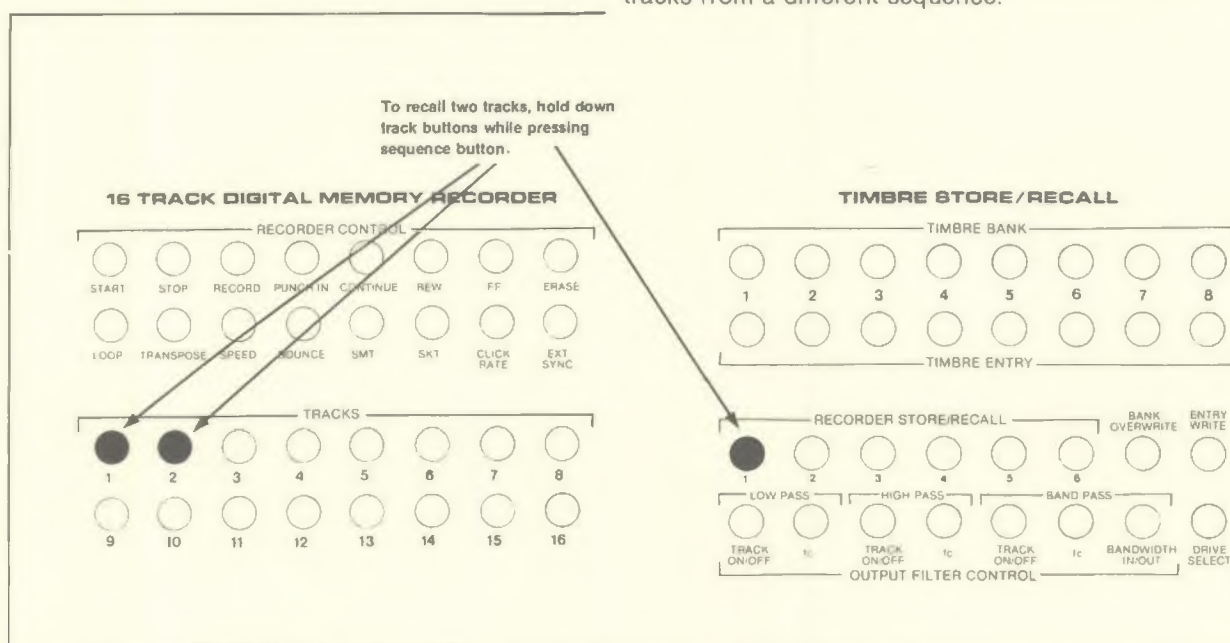 tracks from a different sequence.
To recall two tracks, hold down
track buttons while pressing
sequence button.
16 TRACK DIGITAL MEMORY RECORDER
RECORDER CONTROL
START STOP RECORD PUNCH IN CONTINUE REW FF ERASE
LOOP TRANSPOSE SPEED BOUNCE SMT SKT CLICK RATE EXT SYNC
TRACKS
1 2 3 4 5 6 7 8
9 10 11 12 13 14 15 16
TIMBRE STORE/RECALL
TIMBRE BANK
1 2 3 4 5 6 7 8
TIMBRE ENTRY
RECORDER STORE/RECALL BANK OVERWRITE ENTRY WRITE
1 2 3 4 5 6
LOW PASS HIGH PASS BAND PASS
TRACK ON/OFF fc TRACK ON/OFF fc TRACK ON/OFF fc BANDWIDTH IN/OUT DRIVE SELECT
OUTPUT FILTER CONTROL